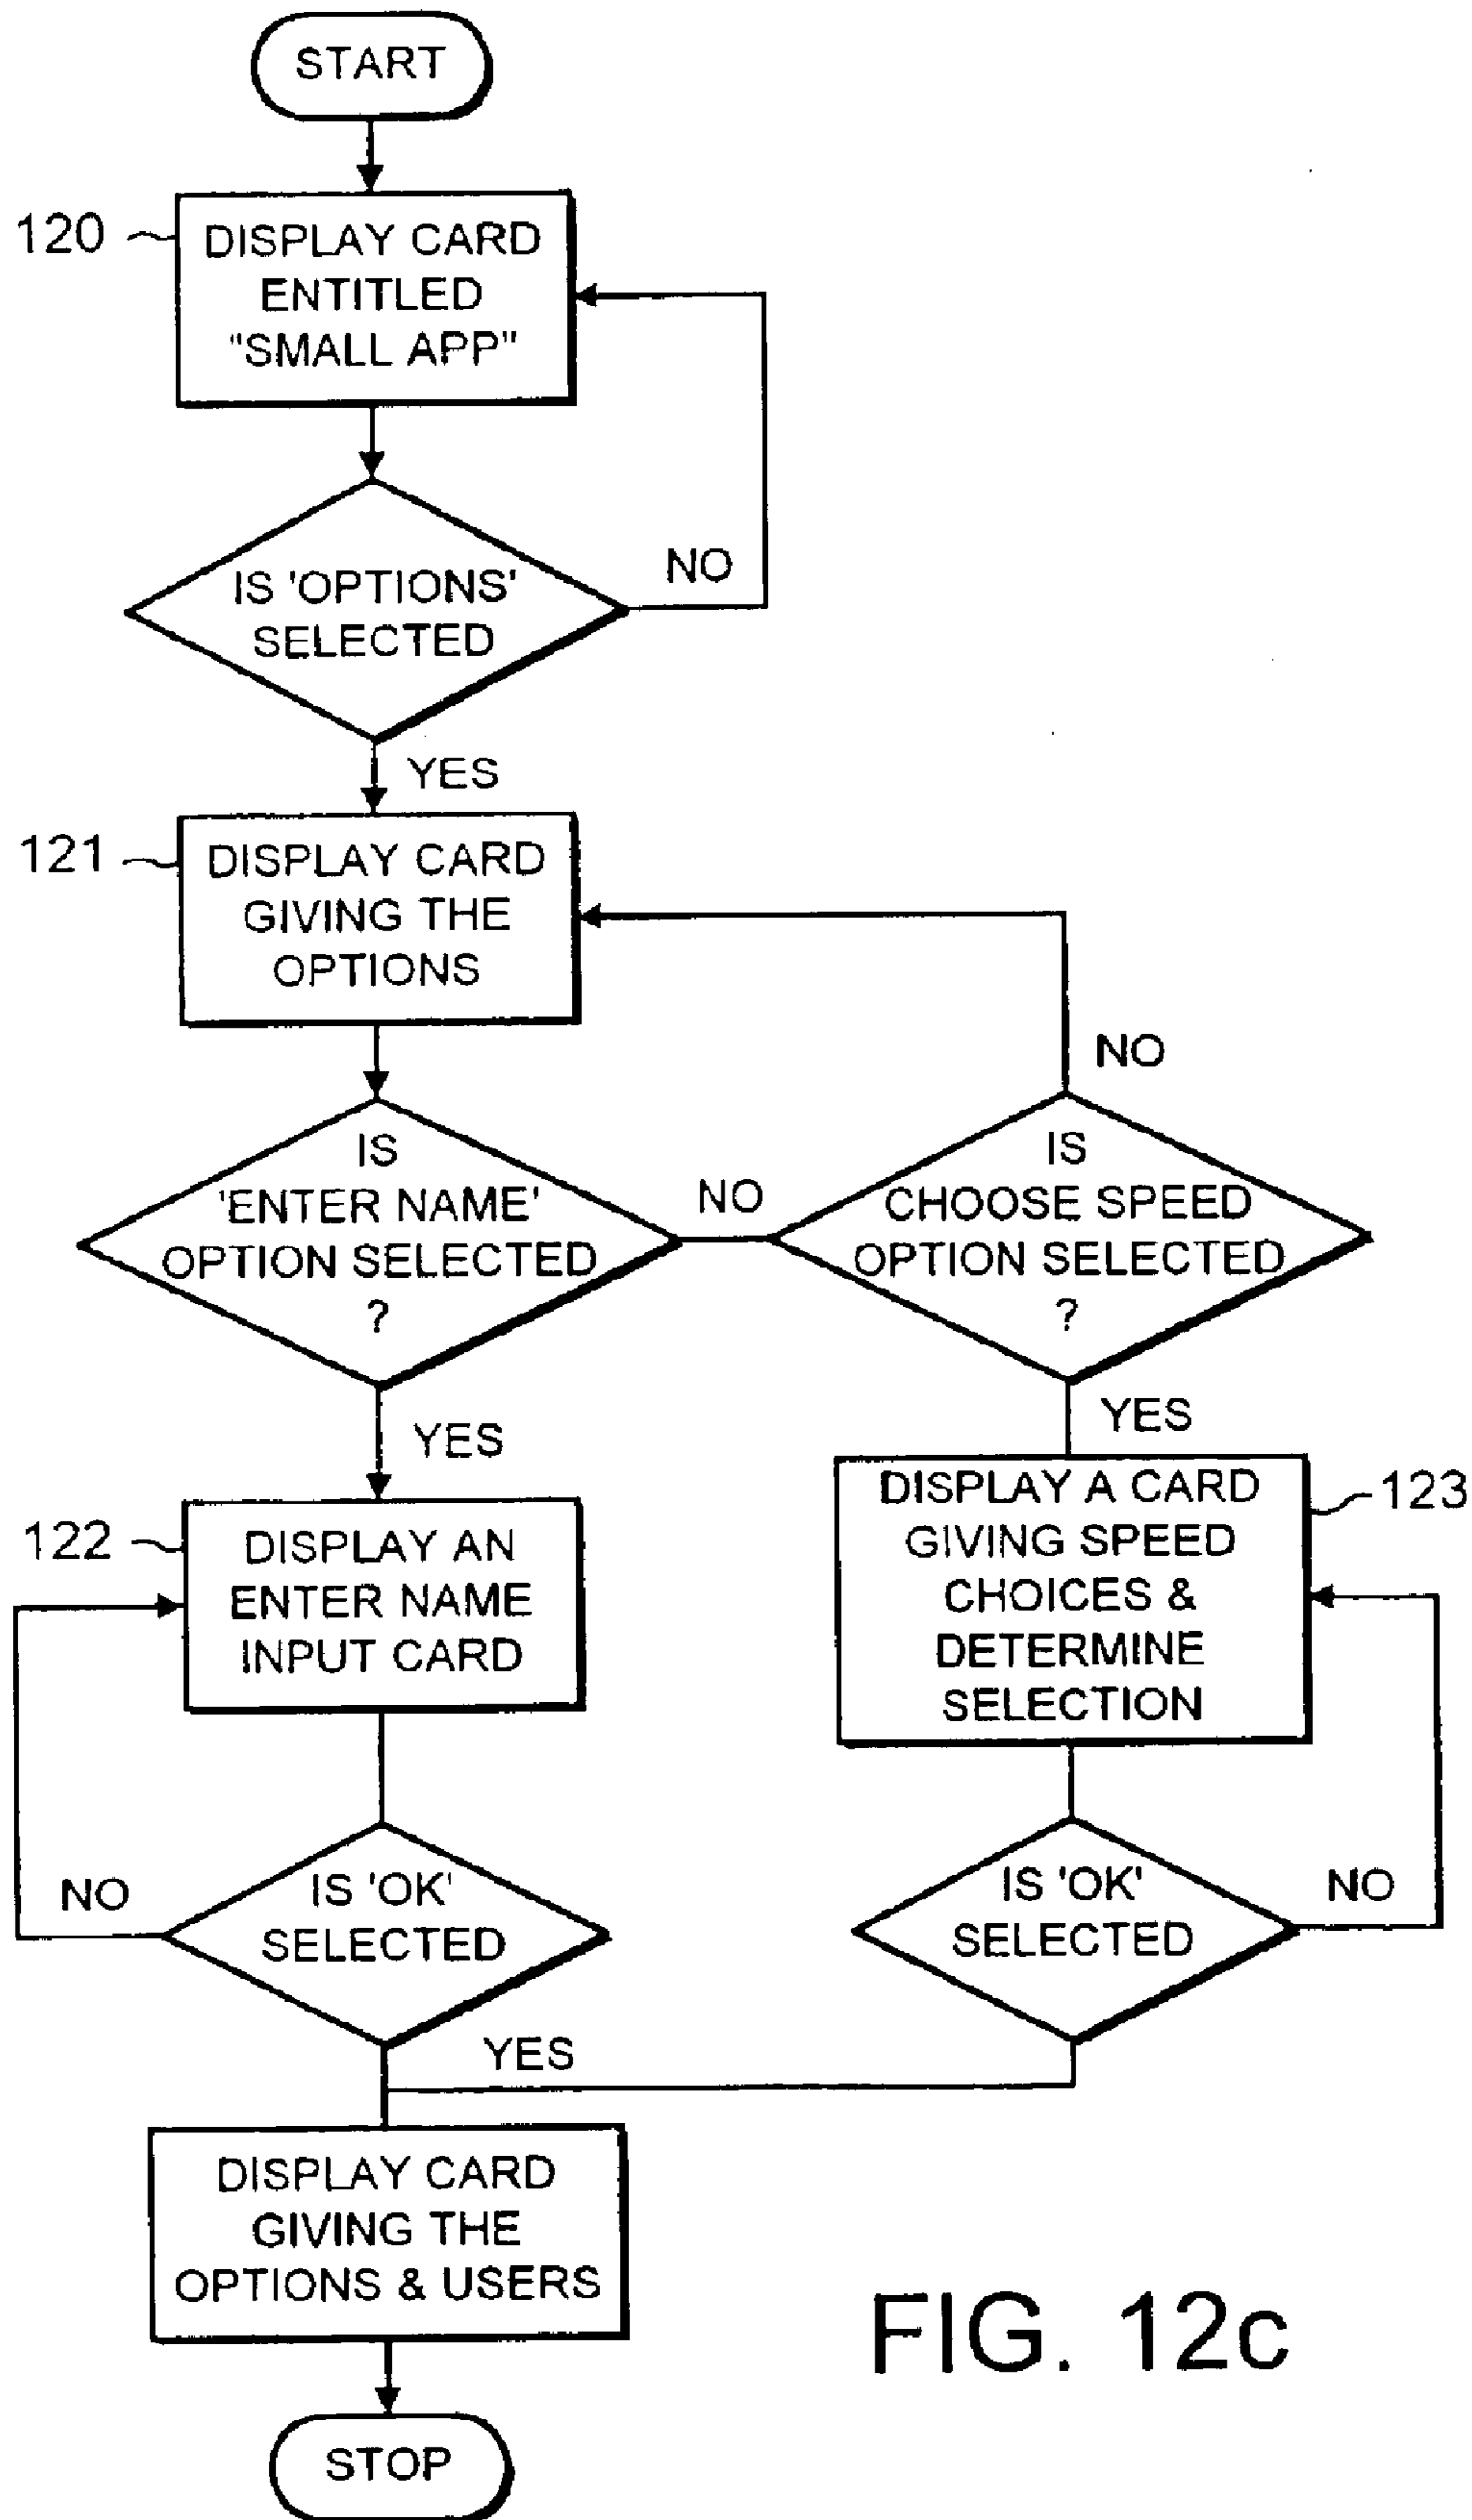 START
120
DISPLAY CARD
ENTITLED
"SMALL APP"
IS 'OPTIONS'
SELECTED
NO
YES
121
DISPLAY CARD
GIVING THE
OPTIONS
NO
IS
'ENTER NAME'
OPTION SELECTED
?
NO
IS
CHOOSE SPEED
OPTION SELECTED
?
YES
YES
122
DISPLAY AN
ENTER NAME
INPUT CARD
DISPLAY A CARD
GIVING SPEED
CHOICES &
DETERMINE
SELECTION
123
NO
IS 'OK'
SELECTED
IS 'OK'
SELECTED
NO
YES
DISPLAY CARD
GIVING THE
OPTIONS & USERS
STOP
FIG. 12c